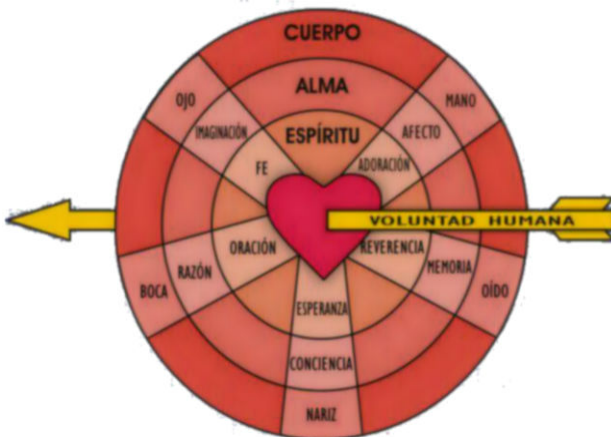 CUERPO
ALMA
ESPÍRITU
OJO
MANO
IMAGINACIÓN
AFECTO
FE
ADORACIÓN
VOLUNTAD HUMANA
ORACIÓN
REVERENCIA
RAZÓN
MEMORIA
BOCA
OÍDO
ESPERANZA
CONCIENCIA
NARIZ